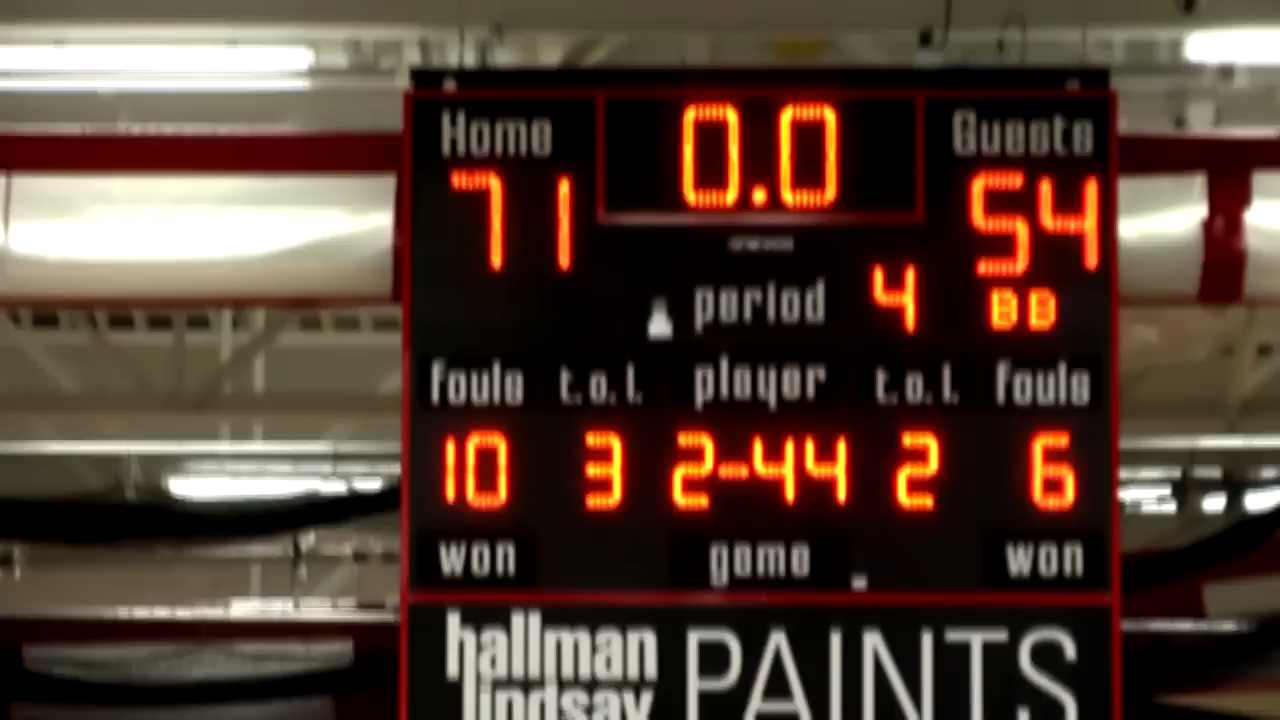 Home 0.0 Guests
71 54
period 4 BB
fouls t.o.l. player t.o.l. fouls
10 3 2-44 2 6
won game won
hallman PAINTS
lindsay